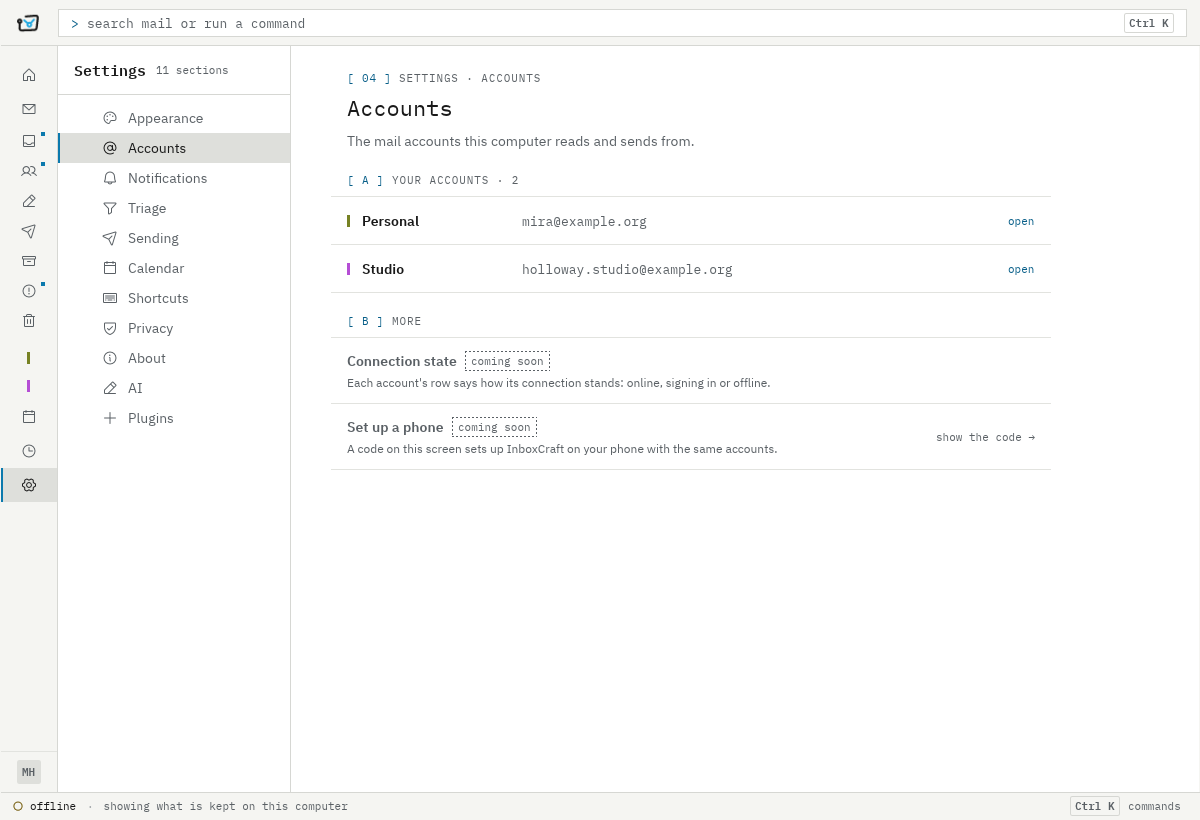 > search mail or run a command Ctrl K
Settings 11 sections
Appearance
Accounts
Notifications
Triage
Sending
Calendar
Shortcuts
Privacy
About
AI
Plugins
[ 04 ] SETTINGS · ACCOUNTS
Accounts
The mail accounts this computer reads and sends from.
[ A ] YOUR ACCOUNTS · 2
Personal mira@example.org open
Studio holloway.studio@example.org open
[ B ] MORE
Connection state coming soon
Each account's row says how its connection stands: online, signing in or offline.
Set up a phone coming soon
A code on this screen sets up InboxCraft on your phone with the same accounts.
show the code →
MH
offline · showing what is kept on this computer
Ctrl K commands